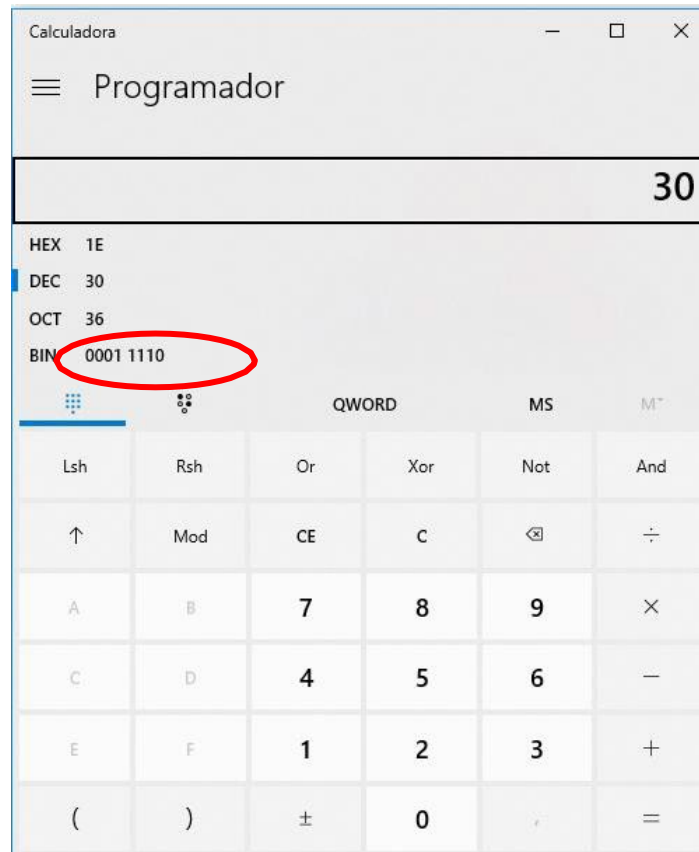 Calculadora
Programador
30
HEX 1E
DEC 30
OCT 36
BIN 0001 1110
QWORD MS M˅
Lsh Rsh Or Xor Not And
↑ Mod CE C ⌫ ÷
A B 7 8 9 ×
C D 4 5 6 −
E F 1 2 3 +
( ) ± 0 , =